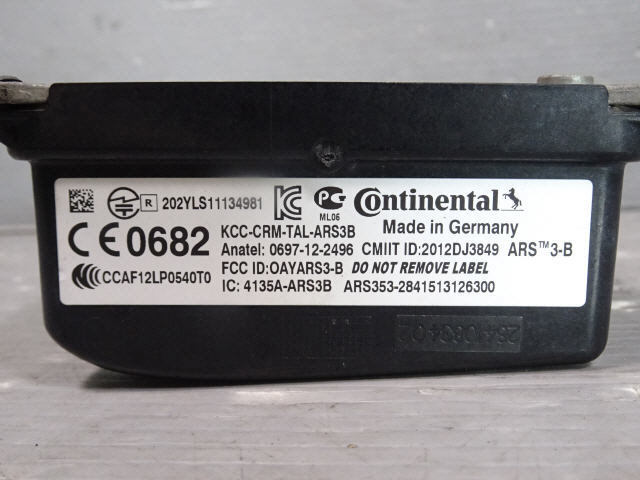 R 202YLS11134981 PG Continental
ML06
CE0682 KCC-CRM-TAL-ARS3B Made in Germany
Anatel: 0697-12-2496 CMIIT ID:2012DJ3849 ARS™3-B
CCAF12LP0540T0 FCC ID:OAYARS3-B DO NOT REMOVE LABEL
IC: 4135A-ARS3B ARS353-2841513126300